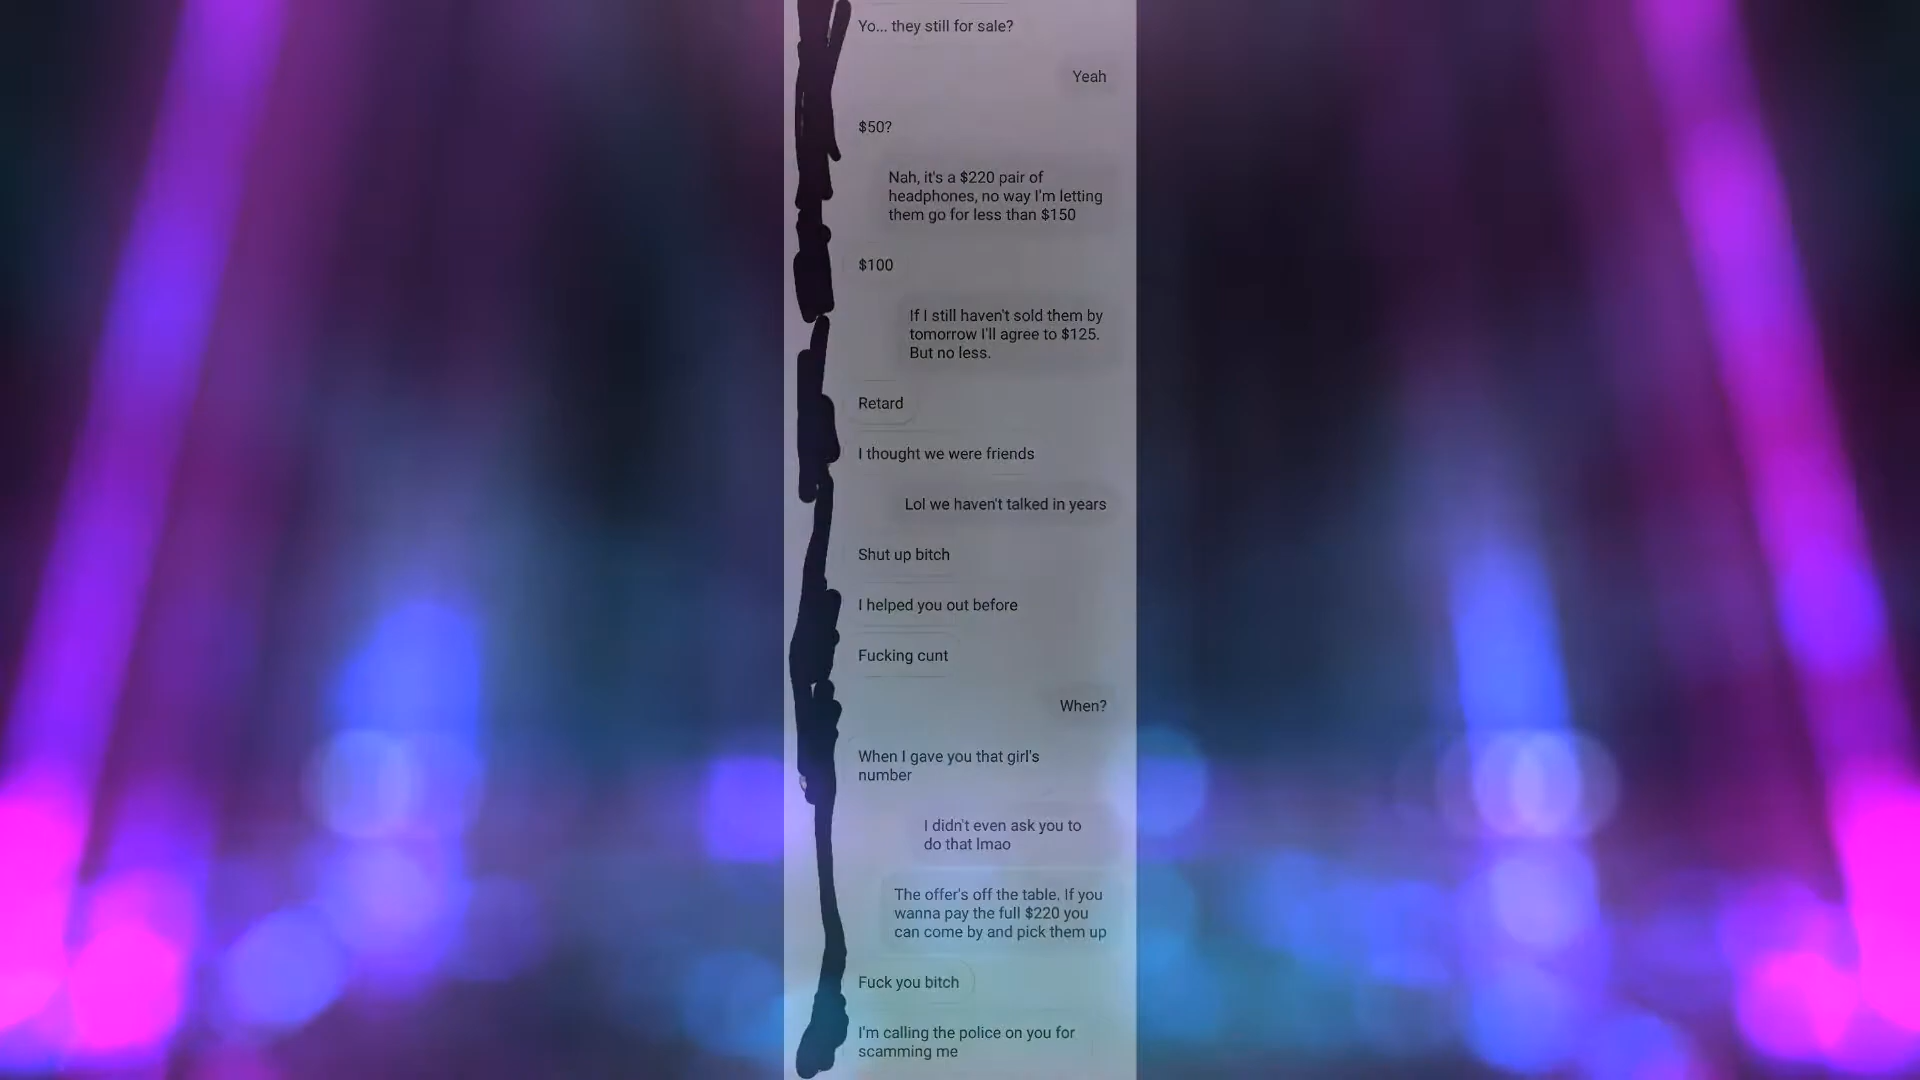 Yo... they still for sale?
Yeah
$50?
Nah, it's a $220 pair of
headphones, no way I'm letting
them go for less than $150
$100
If I still haven't sold them by
tomorrow I'll agree to $125.
But no less.
Retard
I thought we were friends
Lol we haven't talked in years
Shut up bitch
I helped you out before
Fucking cunt
When?
When I gave you that girl's
number
I didn't even ask you to
do that lmao
The offer's off the table. If you
wanna pay the full $220 you
can come by and pick them up
Fuck you bitch
I'm calling the police on you for
scamming me